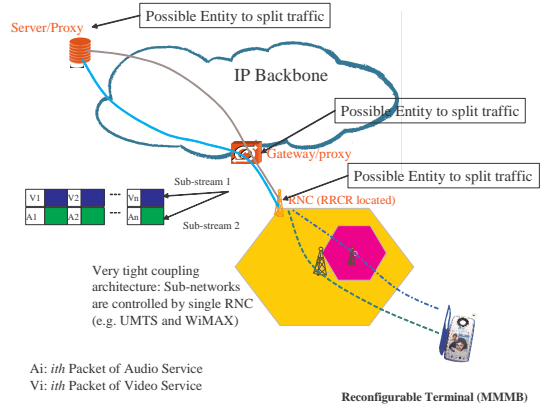 Possible Entity to split traffic
Server/Proxy
IP Backbone
Possible Entity to split traffic
Gateway/proxy
Possible Entity to split traffic
RNC (RRCR located)
Sub-stream 1
V1 V2 Vn
A1 A2 An
Sub-stream 2
Very tight coupling
architecture: Sub-networks
are controlled by single RNC
(e.g. UMTS and WiMAX)
Ai: ith Packet of Audio Service
Vi: ith Packet of Video Service
Reconfigurable Terminal (MMMB)